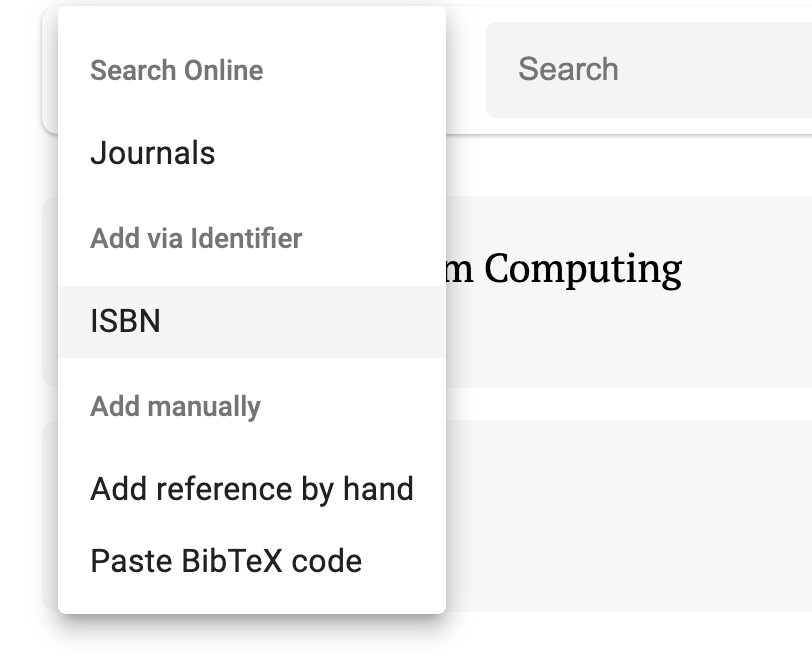 Search Online
Search
Journals
Add via Identifier
m Computing
ISBN
Add manually
Add reference by hand
Paste BibTeX code